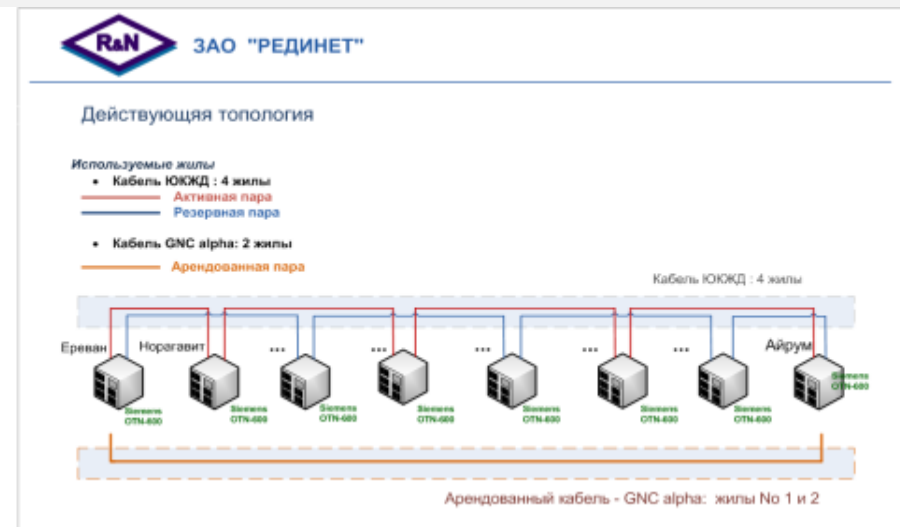 R&N
ЗАО "РЕДИНЕТ"
Действующая топология
Используемые жилы
• Кабель ЮКЖД : 4 жилы
Активная пара
Резервная пара
• Кабель GNC alpha: 2 жилы
Арендованная пара
Кабель ЮКЖД : 4 жилы
Ереван
Норагавит
...
...
...
...
...
Айрум
Siemens
OTN-600
Siemens
OTN-600
Siemens
OTN-600
Siemens
OTN-600
Siemens
OTN-600
Siemens
OTN-600
Siemens
OTN-600
Siemens
OTN-600
Арендованный кабель - GNC alpha: жилы No 1 и 2